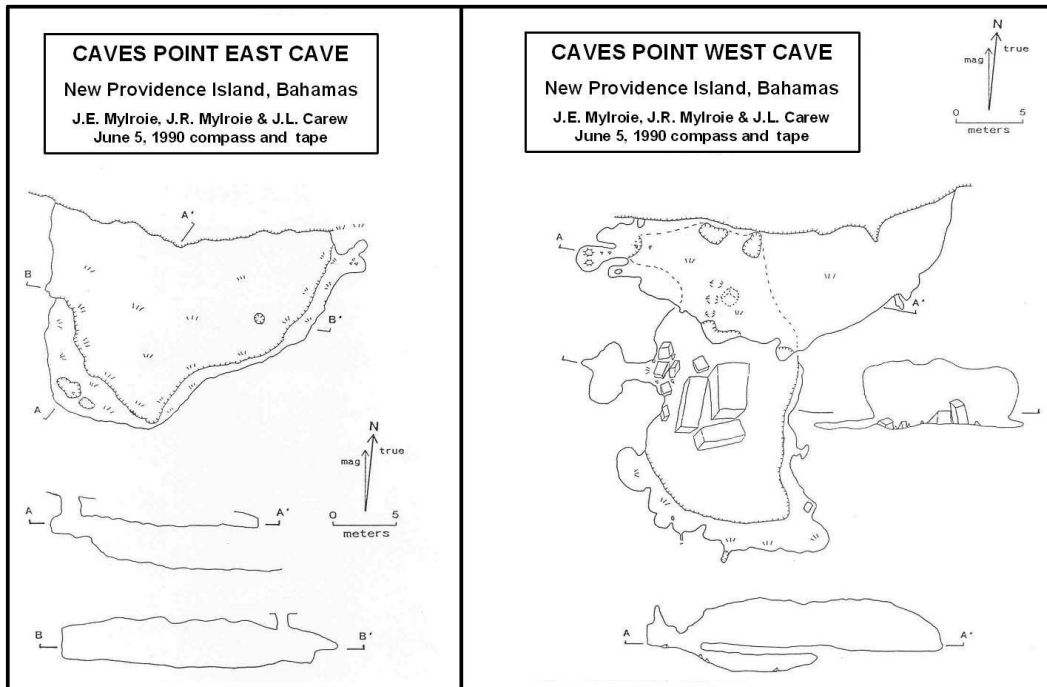 CAVES POINT EAST CAVE
New Providence Island, Bahamas
J.E. Mylroie, J.R. Mylroie & J.L. Carew
June 5, 1990 compass and tape
A'
B
B'
A
N
mag
true
0 5
meters
A A'
B B'
CAVES POINT WEST CAVE
New Providence Island, Bahamas
J.E. Mylroie, J.R. Mylroie & J.L. Carew
June 5, 1990 compass and tape
N
mag
true
0 5
meters
A
A'
A A'